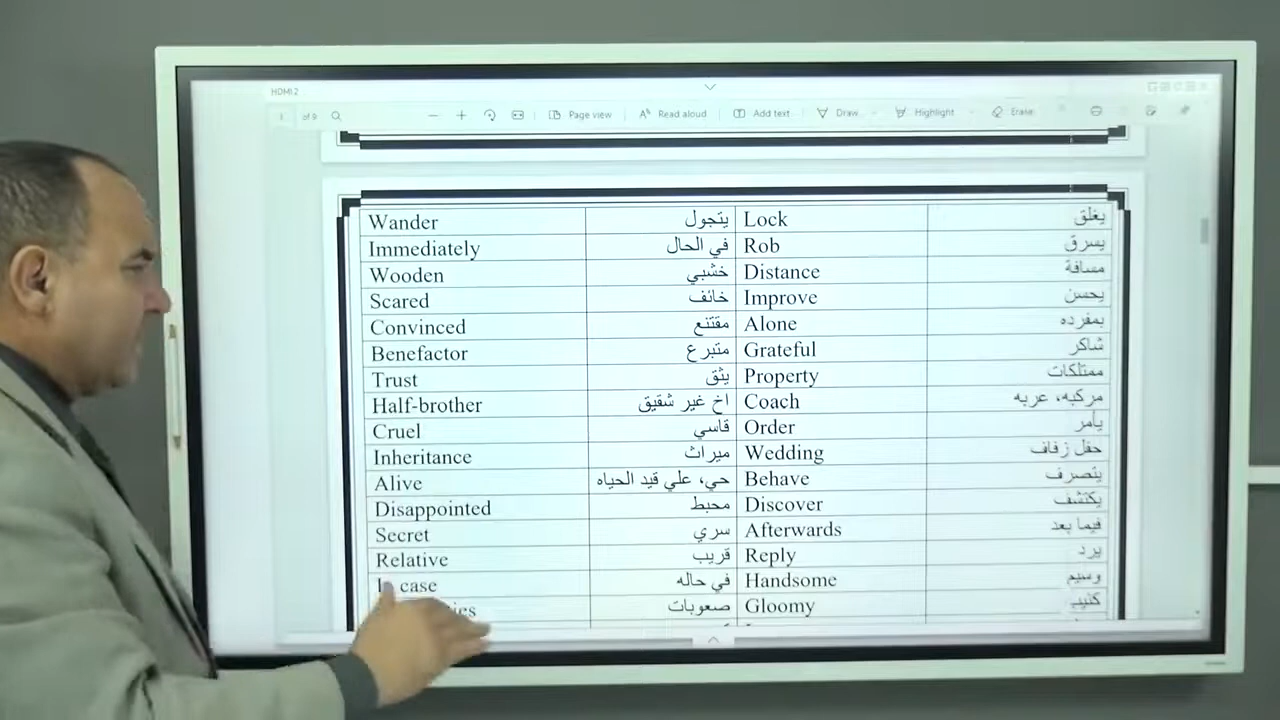 HDMI 2
1 of 9 Page view Read aloud Add text Draw Highlight Erase
Wander يتجول Lock يغلق
Immediately في الحال Rob يسرق
Wooden خشبي Distance مسافة
Scared خائف Improve يحسن
Convinced مقتنع Alone بمفرده
Benefactor متبرع Grateful شاكر
Trust يثق Property ممتلكات
Half-brother اخ غير شقيق Coach مركبه، عربه
Cruel قاسي Order يأمر
Inheritance ميراث Wedding حفل زفاف
Alive حي، علي قيد الحياه Behave يتصرف
Disappointed محبط Discover يكتشف
Secret سري Afterwards فيما بعد
Relative قريب Reply يرد
case في حاله Handsome وسيم
صعوبات Gloomy كئيب